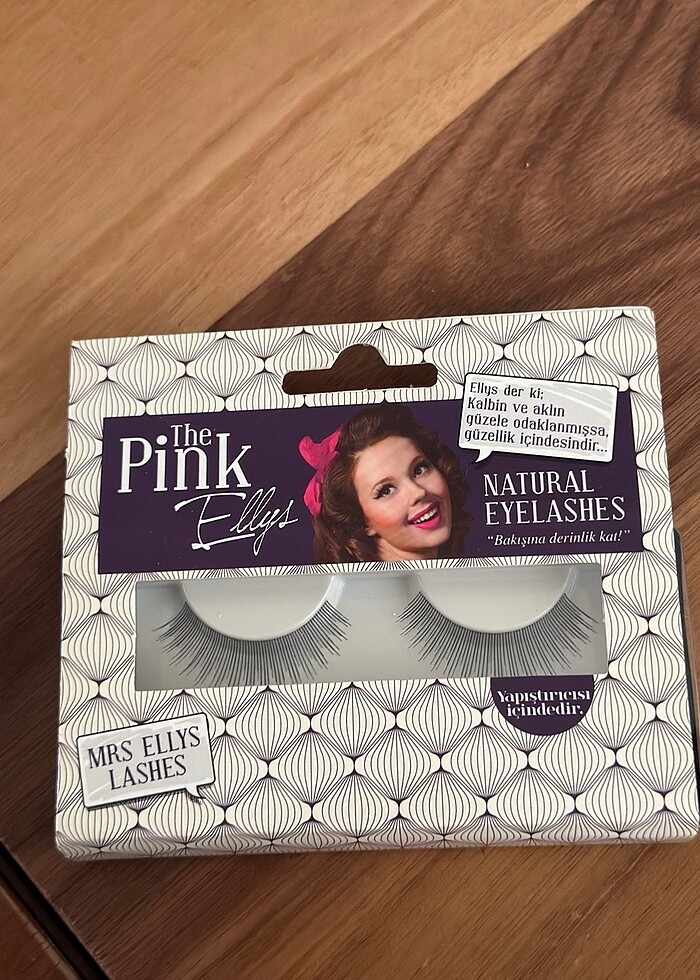 The
Pink
Ellys
Ellys der ki;
Kalbin ve aklın
güzele odaklanmışsa,
güzellik içindesindir...
NATURAL
EYELASHES
“Bakışına derinlik kat!”
Yapıştırıcısı
içindedir.
MRS ELLYS
LASHES